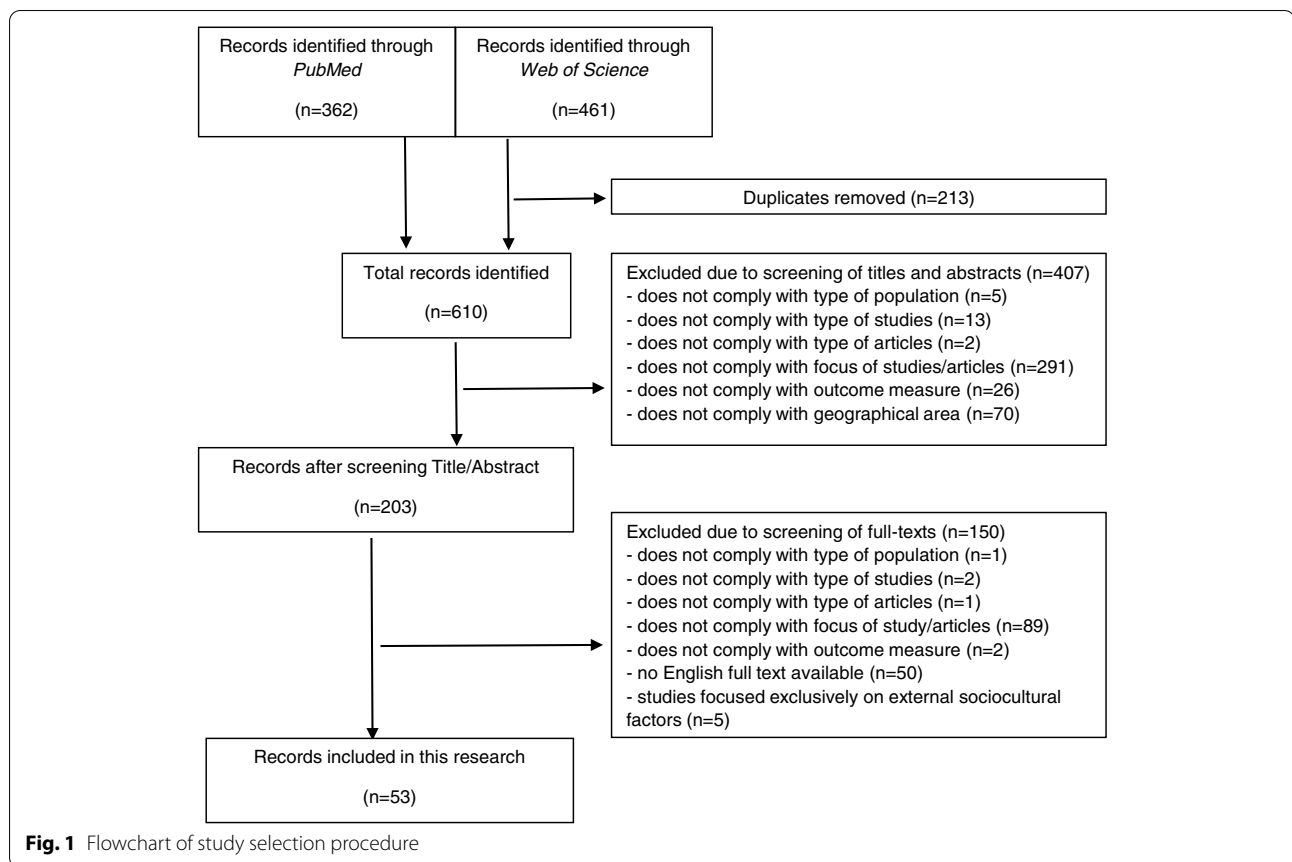 Records identified through
PubMed
(n=362)
Records identified through
Web of Science
(n=461)
Duplicates removed (n=213)
Total records identified
(n=610)
Excluded due to screening of titles and abstracts (n=407)
- does not comply with type of population (n=5)
- does not comply with type of studies (n=13)
- does not comply with type of articles (n=2)
- does not comply with focus of studies/articles (n=291)
- does not comply with outcome measure (n=26)
- does not comply with geographical area (n=70)
Records after screening Title/Abstract
(n=203)
Excluded due to screening of full-texts (n=150)
- does not comply with type of population (n=1)
- does not comply with type of studies (n=2)
- does not comply with type of articles (n=1)
- does not comply with focus of study/articles (n=89)
- does not comply with outcome measure (n=2)
- no English full text available (n=50)
- studies focused exclusively on external sociocultural
factors (n=5)
Records included in this research
(n=53)
Fig. 1 Flowchart of study selection procedure